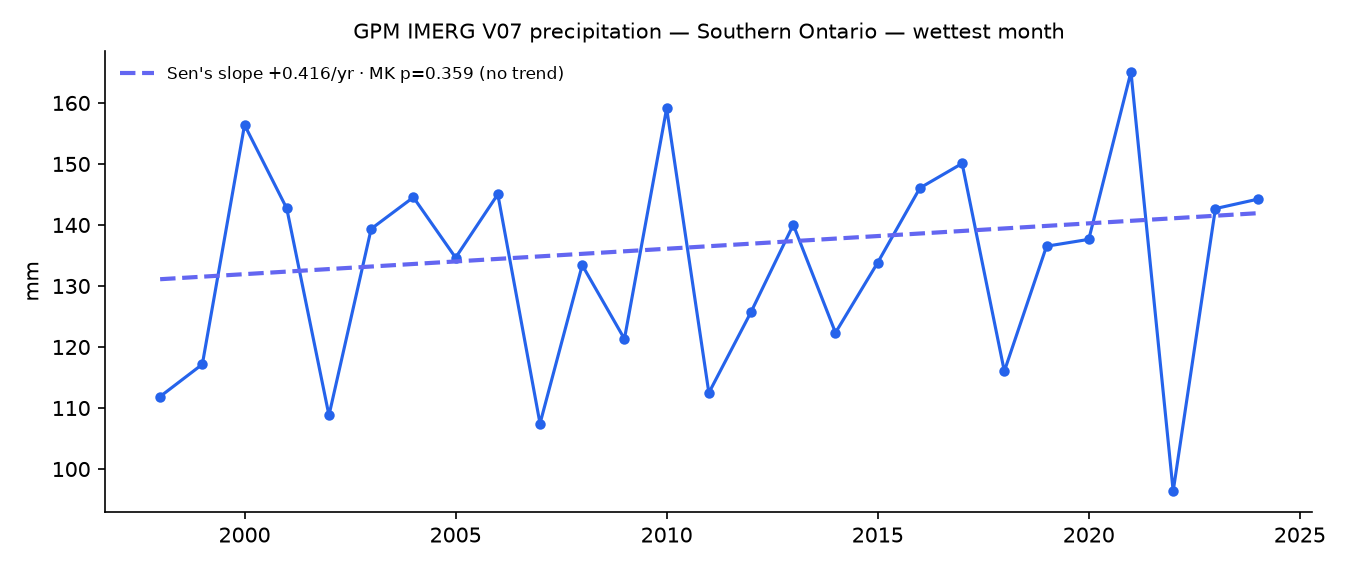 GPM IMERG V07 precipitation — Southern Ontario — wettest month
Sen's slope +0.416/yr · MK p=0.359 (no trend)
mm
160
150
140
130
120
110
100
2000 2005 2010 2015 2020 2025